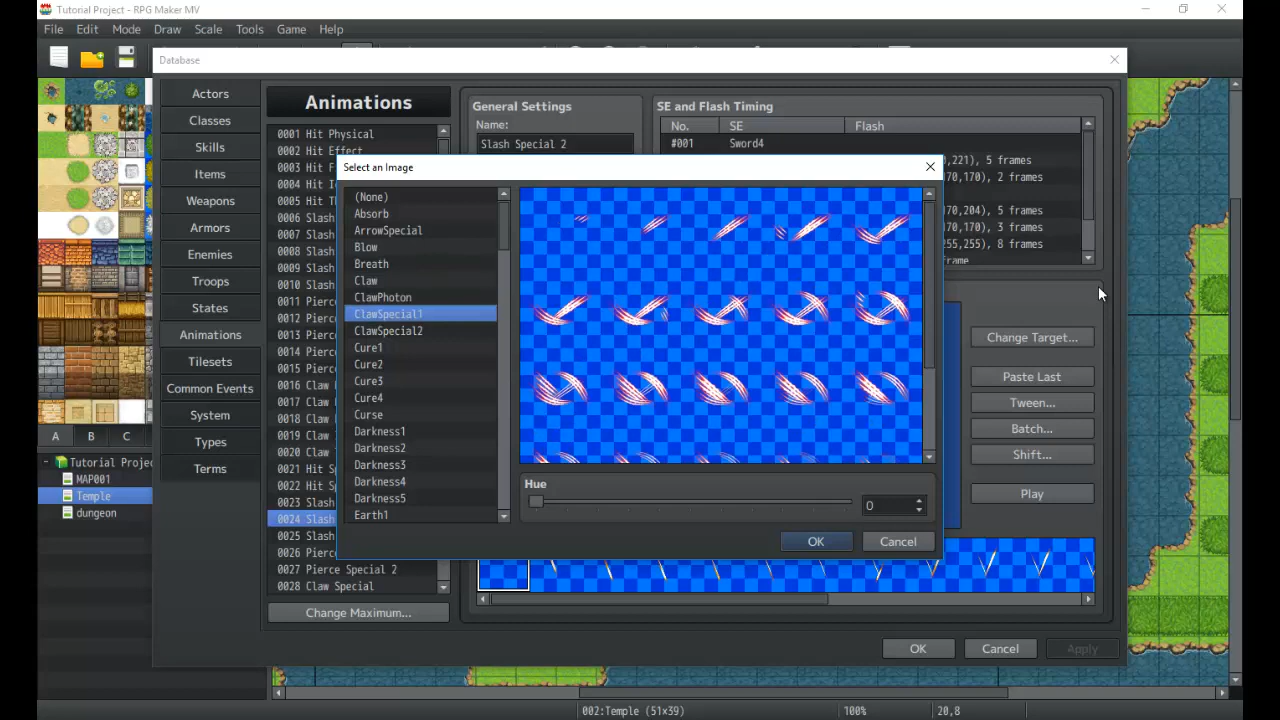 Tutorial Project - RPG Maker MV
File Edit Mode Draw Scale Tools Game Help
Database
Actors
Classes
Skills
Items
Weapons
Armors
Enemies
Troops
States
Animations
Tilesets
Common Events
System
Types
Terms
Animations
0001 Hit Physical
0002 Hit Effect
0003 Hit F
0004 Hit I
0005 Hit T
0006 Slash
0007 Slash
0008 Slash
0009 Slash
0010 Slash
0011 Pierc
0012 Pierc
0013 Pierc
0014 Pierc
0015 Pierc
0016 Claw
0017 Claw
0018 Claw
0019 Claw
0020 Claw
0021 Hit S
0022 Hit S
0023 Slash
0024 Slash
0025 Slash
0026 Pierc
0027 Pierce Special 2
0028 Claw Special
Change Maximum...
General Settings
Name:
Slash Special 2
SE and Flash Timing
No. SE Flash
#001 Sword4
,221), 5 frames
70,170), 2 frames
70,204), 5 frames
70,170), 3 frames
255,255), 8 frames
rame
Select an Image
(None)
Absorb
ArrowSpecial
Blow
Breath
Claw
ClawPhoton
ClawSpecial1
ClawSpecial2
Cure1
Cure2
Cure3
Cure4
Curse
Darkness1
Darkness2
Darkness3
Darkness4
Darkness5
Earth1
Hue
0
OK Cancel
Change Target...
Paste Last
Tween...
Batch...
Shift...
Play
OK Cancel Apply
A B C
Tutorial Projec
MAP001
Temple
dungeon
002:Temple (51x39) 100% 20,8